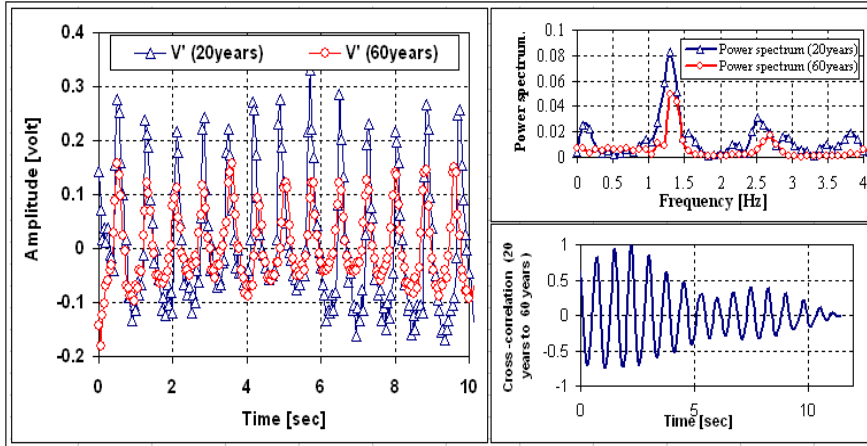 0.4
V' (20years)
V' (60years)
0.3
0.2
0.1
0
-0.1
-0.2
Amplitude [volt]
0 2 4 6 8 10
Time [sec]
0.1
0.08
0.06
0.04
0.02
0
Power spectrum.
Power spectrum (20years)
Power spectrum (60years)
0 0.5 1 1.5 2 2.5 3 3.5 4
Frequency [Hz]
Cross-correlation (20
years to 60 years)
1
0.5
0
-0.5
-1
0 5 10
Time [sec]